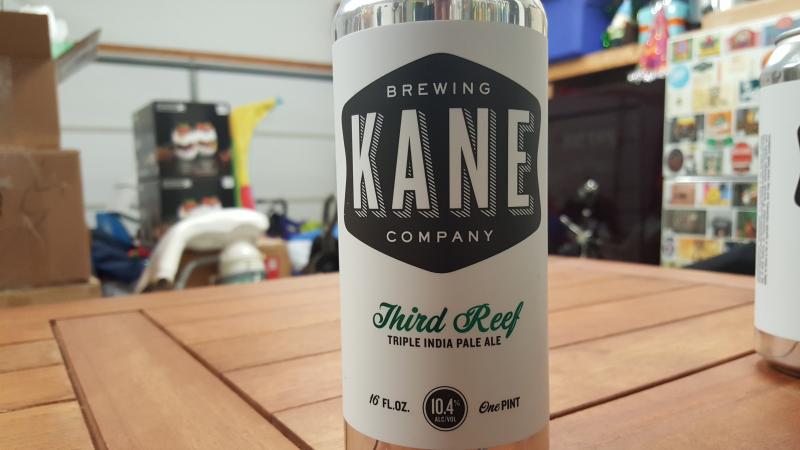 BREWING
KANE
COMPANY
Third Reef
TRIPLE INDIA PALE ALE
16 FL.OZ.
10.4%
ALC/VOL
One PINT